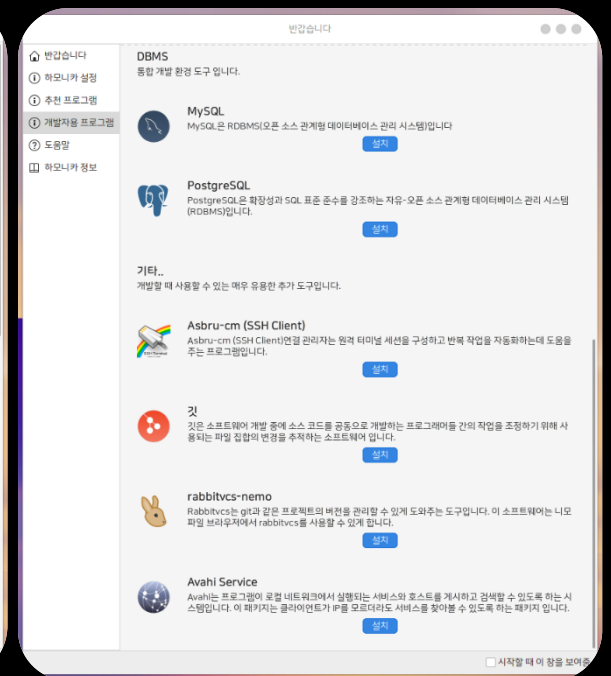 반갑습니다
반갑습니다
하모니카 설정
추천 프로그램
개발자용 프로그램
도움말
하모니카 정보
DBMS
통합 개발 환경 도구 입니다.
MySQL
MySQL은 RDBMS(오픈 소스 관계형 데이터베이스 관리 시스템)입니다
설치
PostgreSQL
PostgreSQL은 확장성과 SQL 표준 준수를 강조하는 자유-오픈 소스 관계형 데이터베이스 관리 시스템
(RDBMS)입니다.
설치
기타..
개발할 때 사용할 수 있는 매우 유용한 추가 도구입니다.
Asbru-cm (SSH Client)
Asbru-cm (SSH Client)연결 관리자는 원격 터미널 세션을 구성하고 반복 작업을 자동화하는데 도움을
주는 프로그램입니다.
설치
깃
깃은 소프트웨어 개발 중에 소스 코드를 공동으로 개발하는 프로그래머들 간의 작업을 조정하기 위해 사
용되는 파일 집합의 변경을 추적하는 소프트웨어 입니다.
설치
rabbitvcs-nemo
Rabbitvcs는 git과 같은 프로젝트의 버전을 관리할 수 있게 도와주는 도구입니다. 이 소프트웨어는 니모
파일 브라우저에서 rabbitvcs를 사용할 수 있게 합니다.
설치
Avahi Service
Avahi는 프로그램이 로컬 네트워크에서 실행되는 서비스와 호스트를 게시하고 검색할 수 있도록 하는 시
스템입니다. 이 패키지는 클라이언트가 IP를 모르더라도 서비스를 찾아볼 수 있도록 하는 패키지 입니다.
설치
시작할 때 이 창을 보여줌